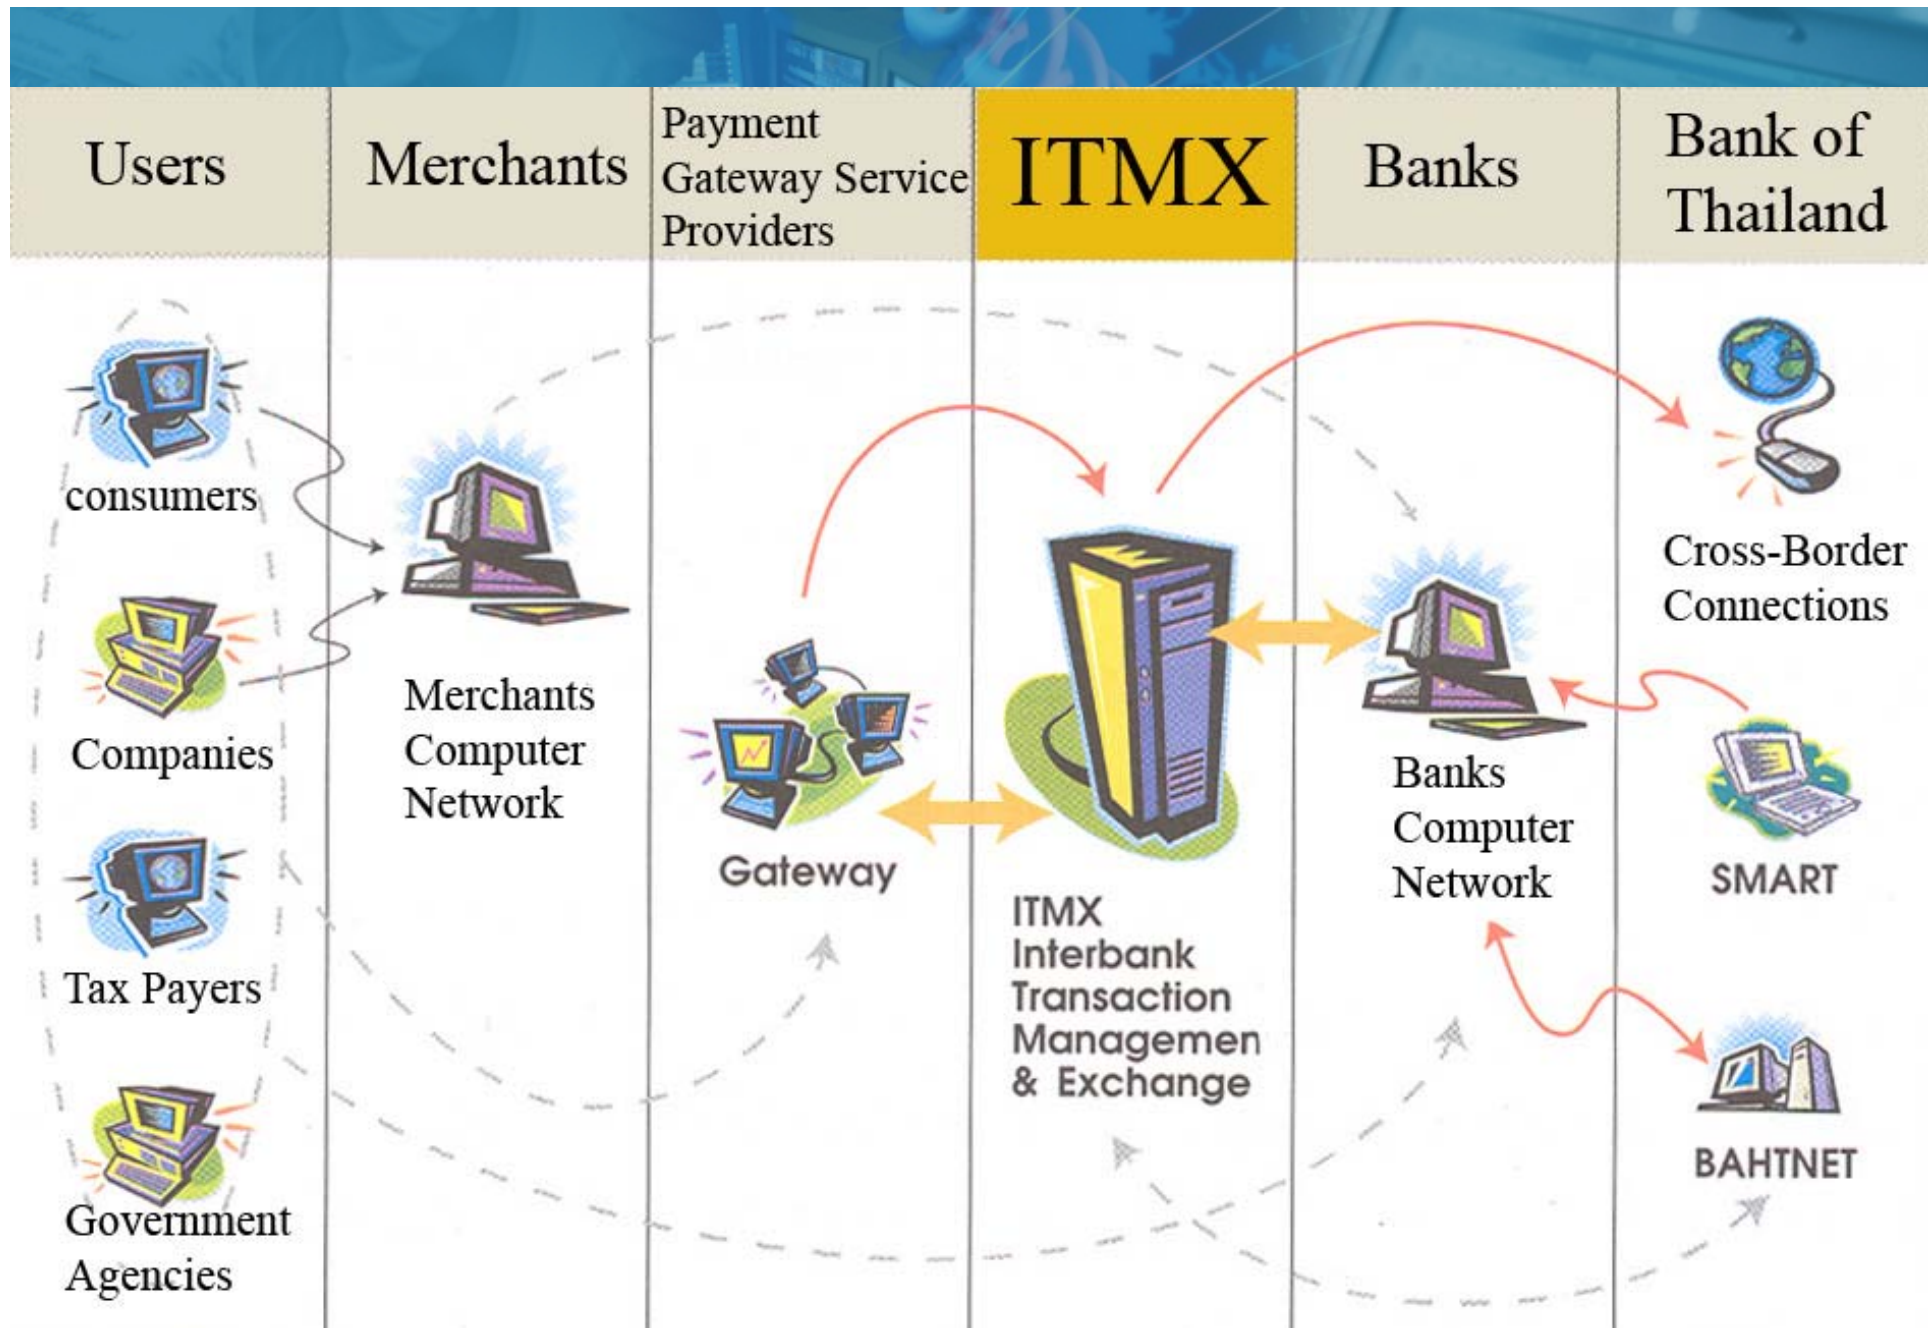 Users
Merchants
Payment
Gateway Service
Providers
ITMX
Banks
Bank of
Thailand
consumers
Companies
Tax Payers
Government
Agencies
Merchants
Computer
Network
Gateway
ITMX
Interbank
Transaction
Managemen
& Exchange
Banks
Computer
Network
Cross-Border
Connections
SMART
BAHTNET